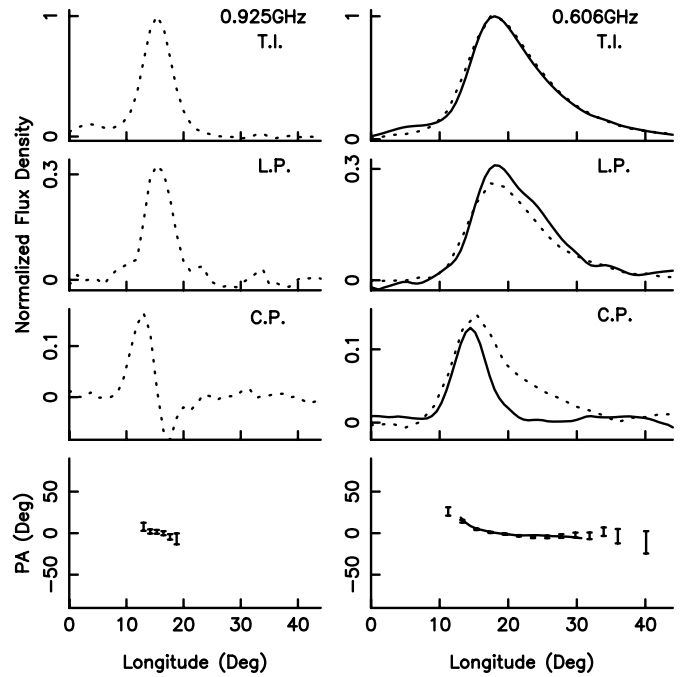 0.925GHz
T.I.
1
0
0.606GHz
T.I.
1
0
Normalized Flux Density
L.P.
0.3
0
L.P.
0.3
0
C.P.
0.1
0
C.P.
0.1
0
PA (Deg)
50
0
−50
50
0
−50
0 10 20 30 40
0 10 20 30 40
Longitude (Deg)
Longitude (Deg)